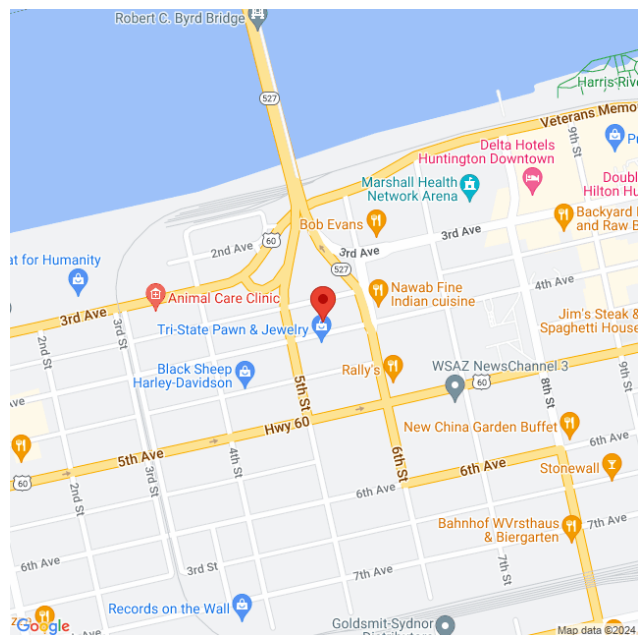 Robert C. Byrd Bridge
527
Harris Rive
Veterans Memo
9th St
Delta Hotels
Huntington Downtown
Doubl
Hilton Hu
Marshall Health
Network Arena
Bob Evans
Backyard
and Raw B
2nd Ave
60
3rd Ave
3rd Ave
527
at for Humanity
Animal Care Clinic
Nawab Fine
Indian cuisine
4th Ave
3rd Ave
3rd St
2nd St
Tri-State Pawn & Jewelry
Jim's Steak &
Spaghetti House
Black Sheep
Harley-Davidson
Rally's
WSAZ NewsChannel 3
60
8th St
9th St
5th St
New China Garden Buffet
Hwy 60
5th Ave
4th St
6th St
6th Ave
6th Ave
Stonewall
60
2nd St
3rd St
6th Ave
Bahnhof WVrsthaus
& Biergarten
7th Ave
6th Ave
3rd St
7th Ave
7th St
Records on the Wall
Goldsmit-Sydnor
Google
Map data ©2024